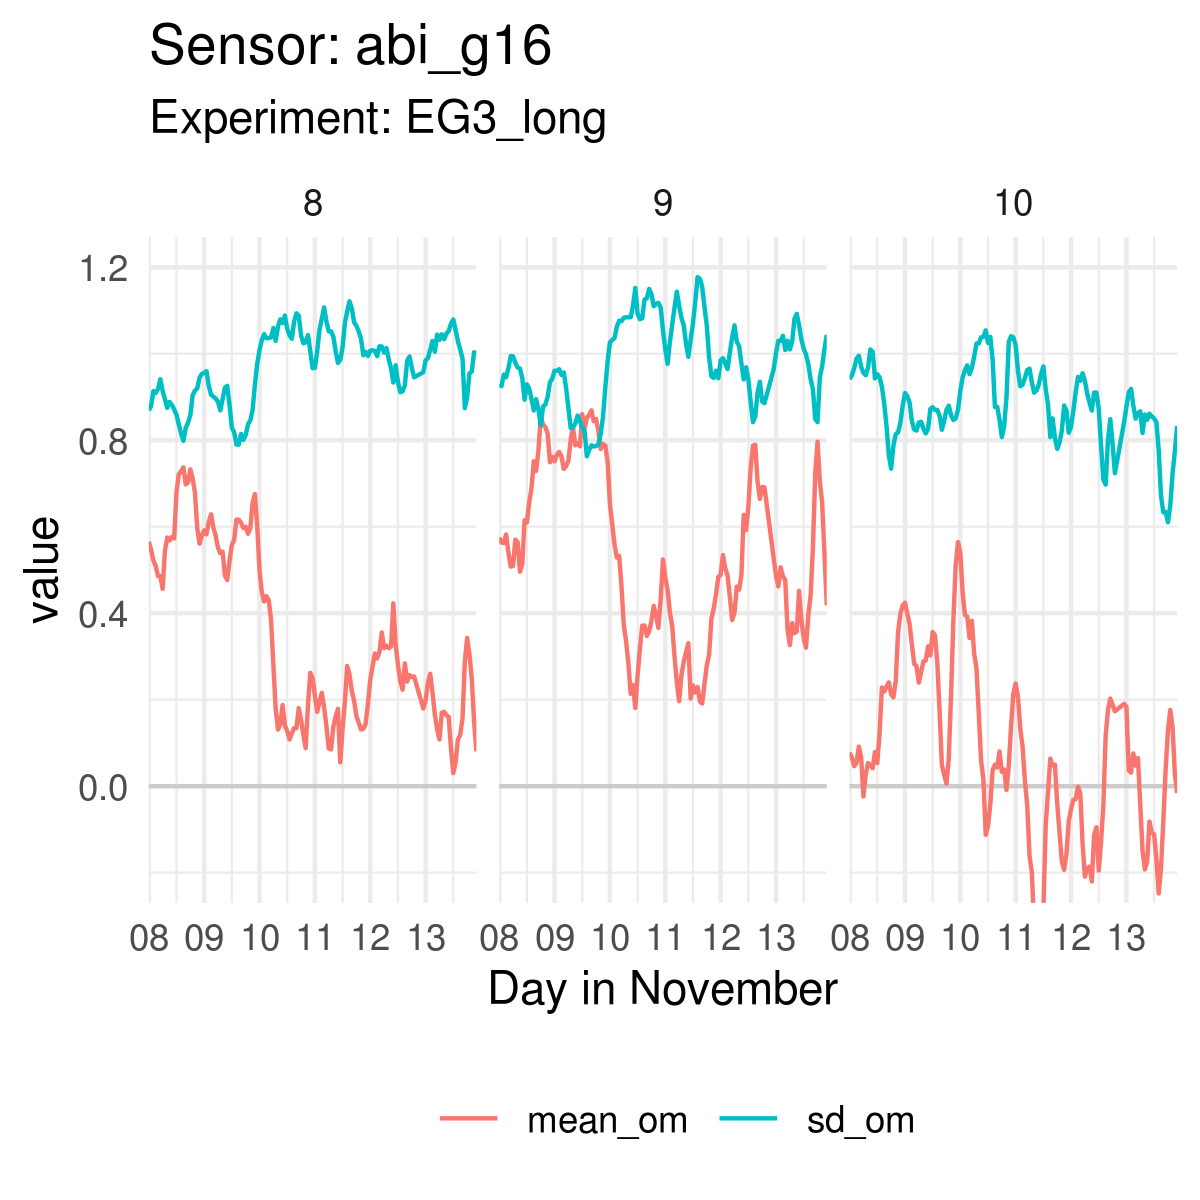 Sensor: abi_g16
Experiment: EG3_long
8 9 10
1.2
0.8
0.4
0.0
value
08 09 10 11 12 13 08 09 10 11 12 13 08 09 10 11 12 13
Day in November
mean_om sd_om